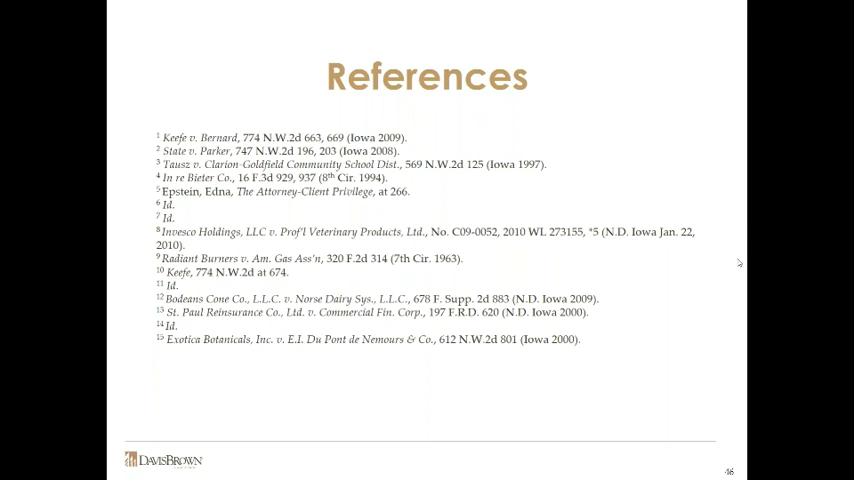 References
1 Keefe v. Bernard, 774 N.W.2d 663, 669 (Iowa 2009).
2 State v. Parker, 747 N.W.2d 196, 203 (Iowa 2008).
3 Tausz v. Clarion-Goldfield Community School Dist., 569 N.W.2d 125 (Iowa 1997).
4 In re Bieter Co., 16 F.3d 929, 937 (8th Cir. 1994).
5 Epstein, Edna, The Attorney-Client Privilege, at 266.
6 Id.
7 Id.
8 Invesco Holdings, LLC v. Prof'l Veterinary Products, Ltd., No. C09-0052, 2010 WL 273155, *5 (N.D. Iowa Jan. 22,
2010).
9 Radiant Burners v. Am. Gas Ass'n, 320 F.2d 314 (7th Cir. 1963).
10 Keefe, 774 N.W.2d at 674.
11 Id.
12 Bodeans Cone Co., L.L.C. v. Norse Dairy Sys., L.L.C., 678 F. Supp. 2d 883 (N.D. Iowa 2009).
13 St. Paul Reinsurance Co., Ltd. v. Commercial Fin. Corp., 197 F.R.D. 620 (N.D. Iowa 2000).
14 Id.
15 Exotica Botanicals, Inc. v. E.I. Du Pont de Nemours & Co., 612 N.W.2d 801 (Iowa 2000).
DAVISBROWN
46